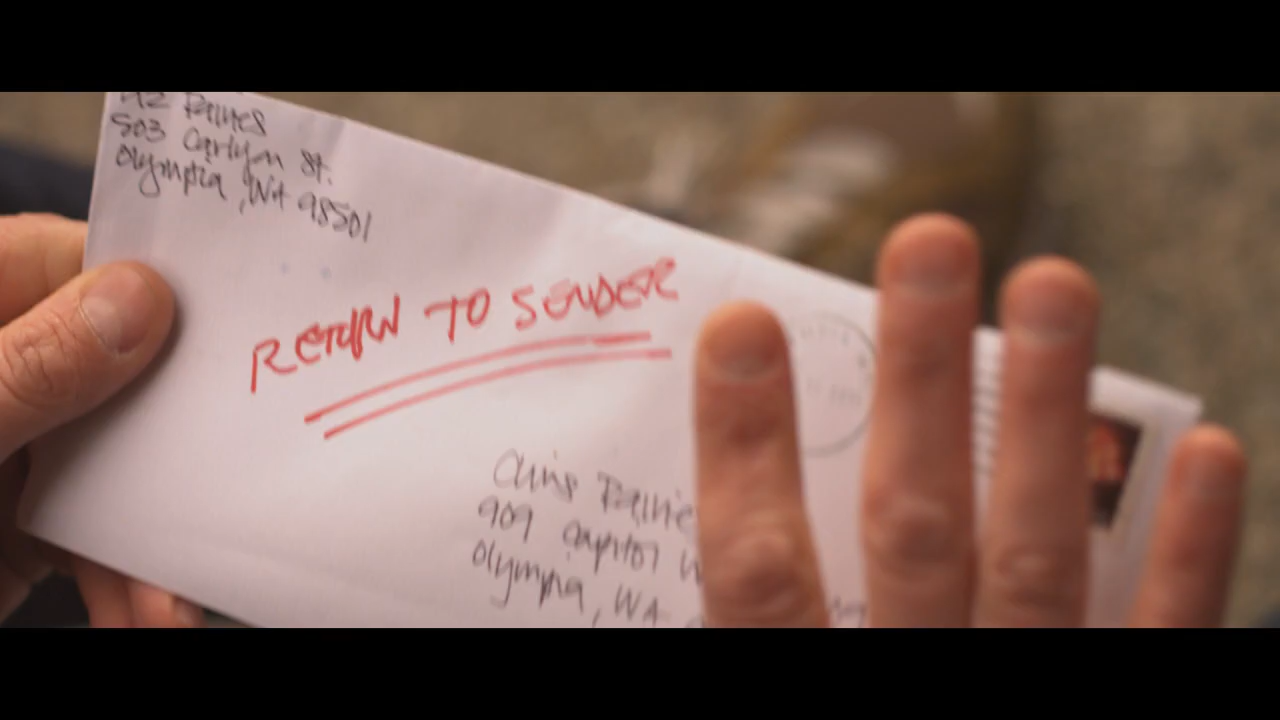 Raines
503 Carlyon St.
Olympia, WA 98501
RETURN TO SENDER
Chris
909 Capitol
Olympia, WA